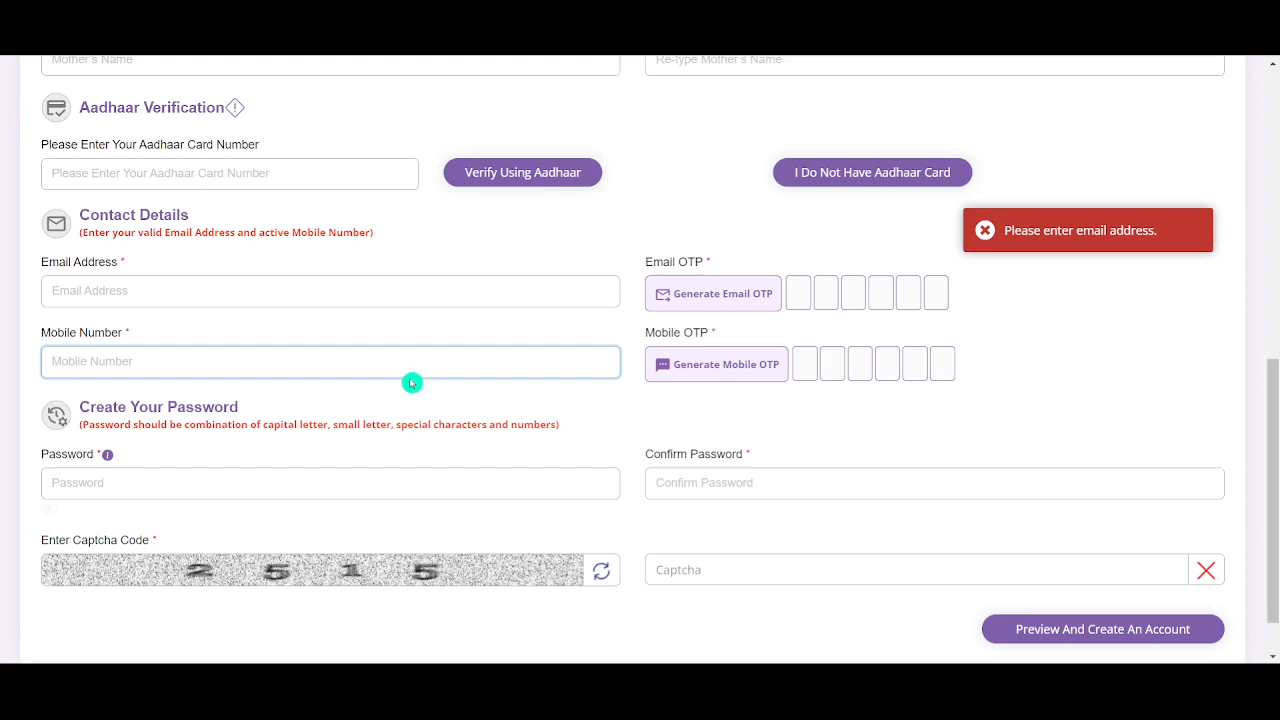 Mother's Name
Re-type Mother's Name
Aadhaar Verification
Please Enter Your Aadhaar Card Number
Please Enter Your Aadhaar Card Number
Verify Using Aadhaar
I Do Not Have Aadhaar Card
Contact Details
(Enter your valid Email Address and active Mobile Number)
Please enter email address.
Email Address *
Email OTP *
Email Address
Generate Email OTP
Mobile Number *
Mobile OTP *
Mobile Number
Generate Mobile OTP
Create Your Password
(Password should be combination of capital letter, small letter, special characters and numbers)
Password *
Confirm Password *
Password
Confirm Password
Enter Captcha Code *
2 5 1 5
Captcha
Preview And Create An Account